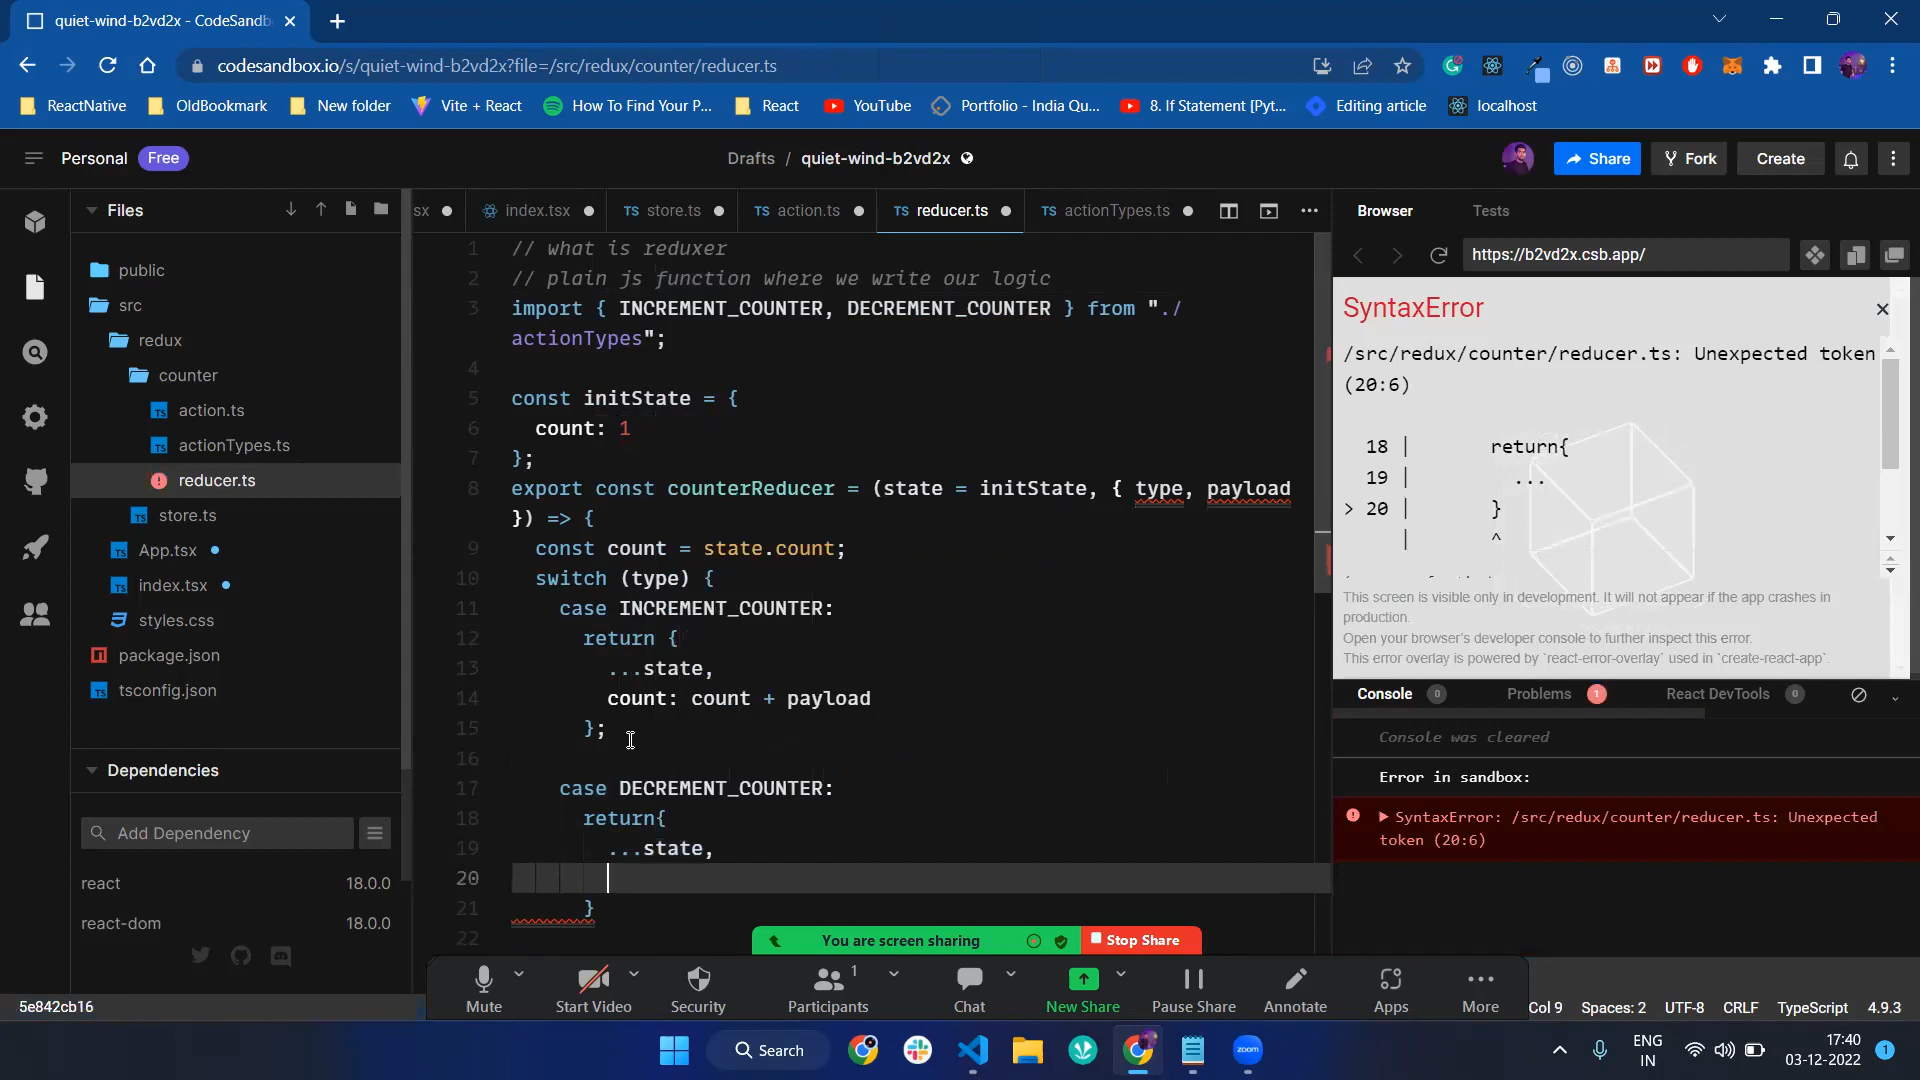 quiet-wind-b2vd2x - CodeSandb
codesandbox.io/s/quiet-wind-b2vd2x?file=/src/redux/counter/reducer.ts
ReactNative
OldBookmark
New folder
Vite + React
How To Find Your P...
React
YouTube
Portfolio - India Qu...
8. If Statement [Pyt...
Editing article
localhost
Personal Free
Drafts / quiet-wind-b2vd2x
Share
Fork
Create
Files
sx
index.tsx
TS store.ts
TS action.ts
TS reducer.ts
TS actionTypes.ts
Browser
Tests
https://b2vd2x.csb.app/
public
src
redux
counter
TS action.ts
TS actionTypes.ts
reducer.ts
TS store.ts
TS App.tsx
TS index.tsx
styles.css
package.json
TS tsconfig.json
Dependencies
Add Dependency
react 18.0.0
react-dom 18.0.0
5e842cb16
1 // what is reduxer
2 // plain js function where we write our logic
3 import { INCREMENT_COUNTER, DECREMENT_COUNTER } from "./
actionTypes";
4
5 const initState = {
6 count: 1
7 };
8 export const counterReducer = (state = initState, { type, payload
}) => {
9 const count = state.count;
10 switch (type) {
11 case INCREMENT_COUNTER:
12 return {
13 ...state,
14 count: count + payload
15 };
16
17 case DECREMENT_COUNTER:
18 return{
19 ...state,
20
21 }
22
SyntaxError
/src/redux/counter/reducer.ts: Unexpected token
(20:6)
18 | return{
19 | ...
> 20 | }
| ^
This screen is visible only in development. It will not appear if the app crashes in
production.
Open your browser's developer console to further inspect this error.
This error overlay is powered by `react-error-overlay` used in `create-react-app`.
Console 0
Problems 1
React DevTools 0
Console was cleared
Error in sandbox:
SyntaxError: /src/redux/counter/reducer.ts: Unexpected
token (20:6)
You are screen sharing
Stop Share
Mute
Start Video
Security
Participants 1
Chat
New Share
Pause Share
Annotate
Apps
More
Col 9
Spaces: 2
UTF-8
CRLF
TypeScript
4.9.3
Search
zoom
ENG
IN
17:40
03-12-2022
1